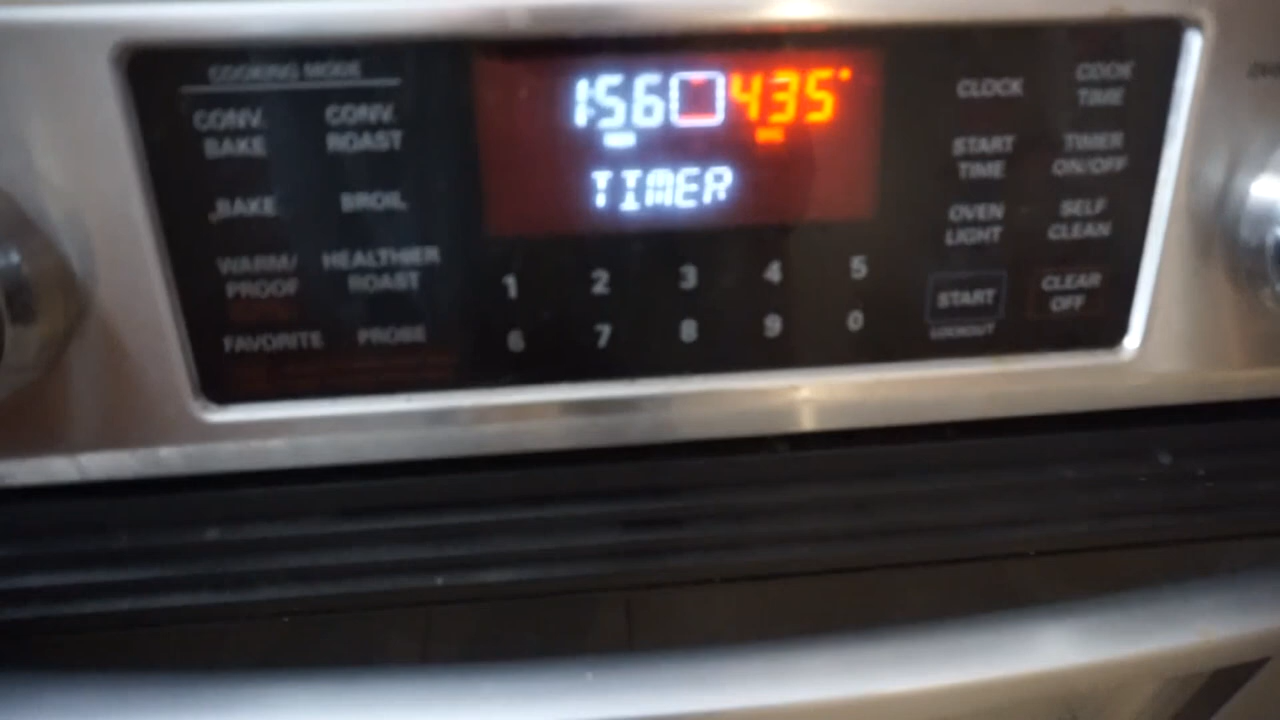 COOKING MODE
CONV. BAKE
CONV. ROAST
BAKE
BROIL
WARM/ PROOF
HEALTHIER ROAST
FAVORITE
PROBE
1:56 435°
TIMER
1 2 3 4 5
6 7 8 9 0
CLOCK
COOK TIME
START TIME
TIMER ON/OFF
OVEN LIGHT
SELF CLEAN
START
LOCKOUT
CLEAR OFF